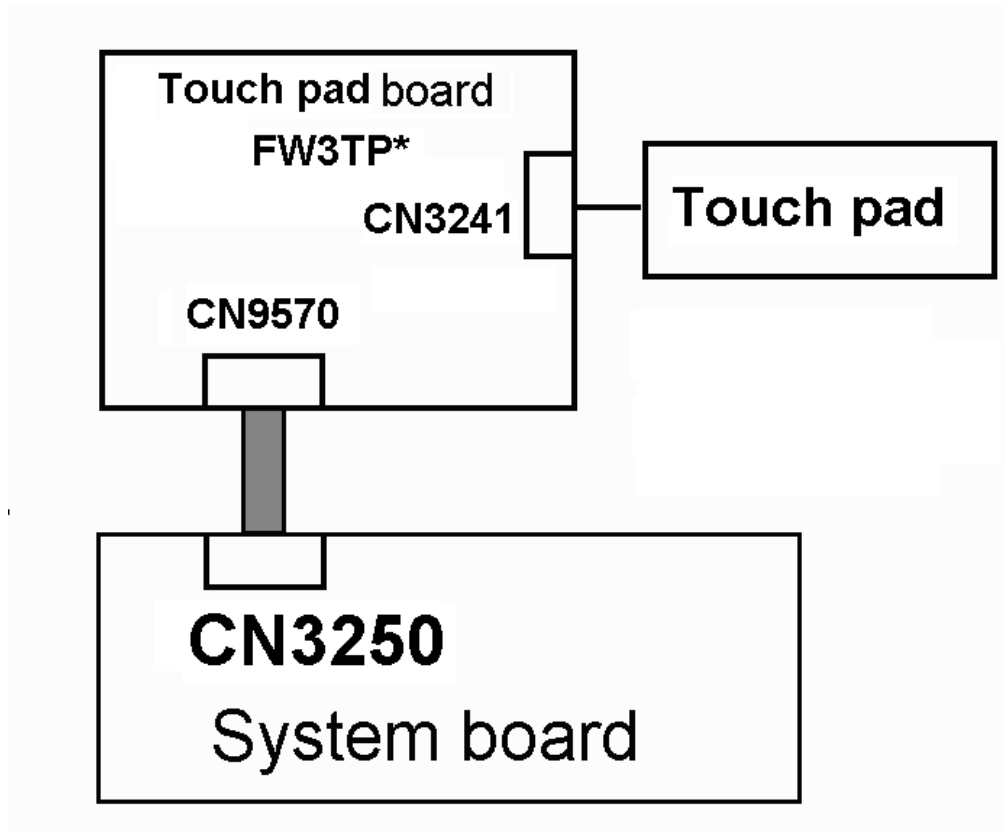 Touch pad board
FW3TP*
CN3241
Touch pad
CN9570
CN3250
System board